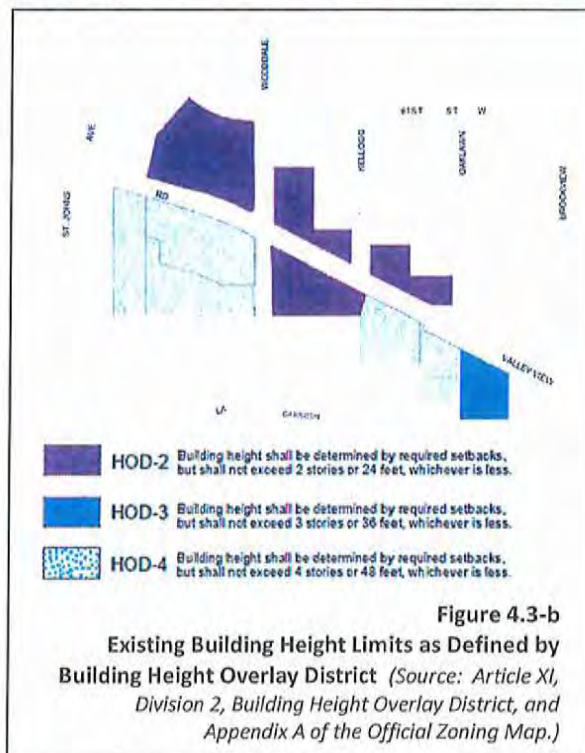 WOODDALE
61ST ST W
AVE
KELLOGG
OAKLAWN
ST. JOHNS
RD
BROOKVIEW
VALLEY VIEW
LA
HOD-2 Building height shall be determined by required setbacks,
but shall not exceed 2 stories or 24 feet, whichever is less.
HOD-3 Building height shall be determined by required setbacks,
but shall not exceed 3 stories or 36 feet, whichever is less.
HOD-4 Building height shall be determined by required setbacks,
but shall not exceed 4 stories or 48 feet, whichever is less.
Figure 4.3-b
Existing Building Height Limits as Defined by
Building Height Overlay District (Source: Article XI,
Division 2, Building Height Overlay District, and
Appendix A of the Official Zoning Map.)